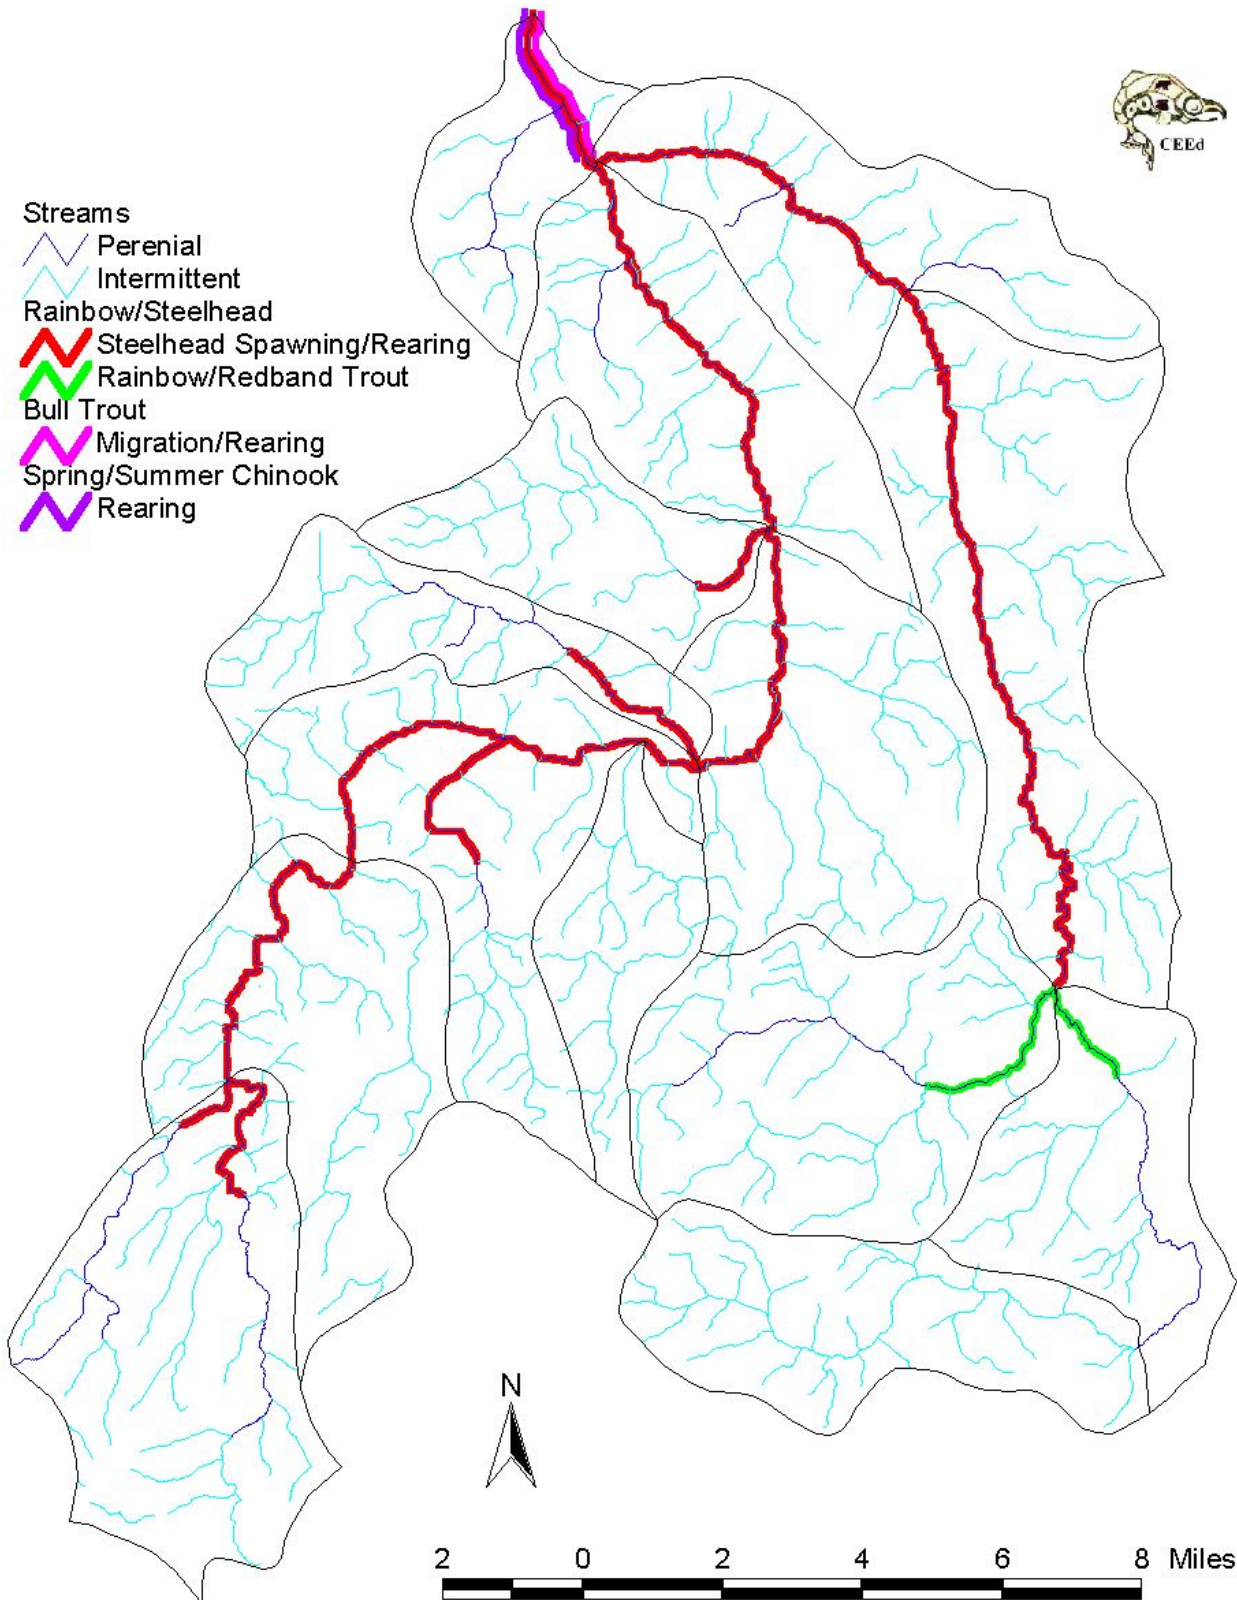 CEEd
Streams
Perenial
Intermittent
Rainbow/Steelhead
Steelhead Spawning/Rearing
Rainbow/Redband Trout
Bull Trout
Migration/Rearing
Spring/Summer Chinook
Rearing
N
2 0 2 4 6 8 Miles